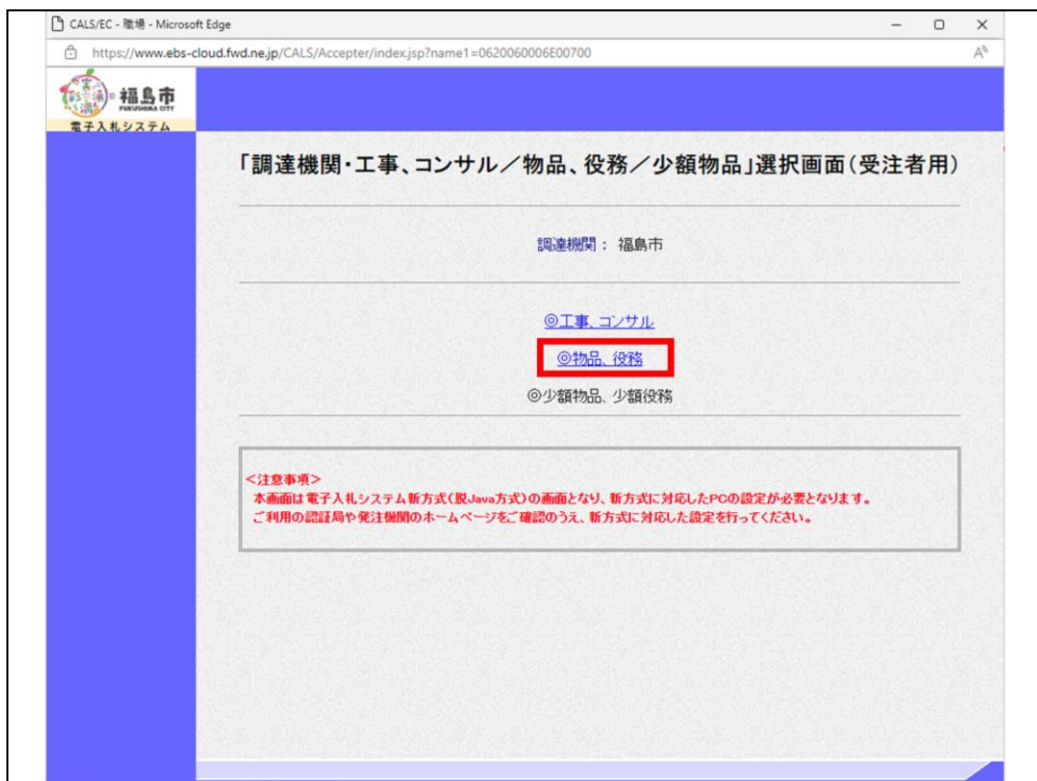 CALS/EC - 職場 - Microsoft Edge
https://www.ebs-cloud.fwd.ne.jp/CALS/Accepter/index.jsp?name1=0620060006E00700
福島市
FUKUSHIMA CITY
電子入札システム
「調達機関・工事、コンサル／物品、役務／少額物品」選択画面(受注者用)
調達機関： 福島市
◎工事、コンサル
◎物品、役務
◎少額物品、少額役務
＜注意事項＞
本画面は電子入札システム新方式(脱Java方式)の画面となり、新方式に対応したPCの設定が必要となります。
ご利用の認証局や発注機関のホームページをご確認のうえ、新方式に対応した設定を行ってください。